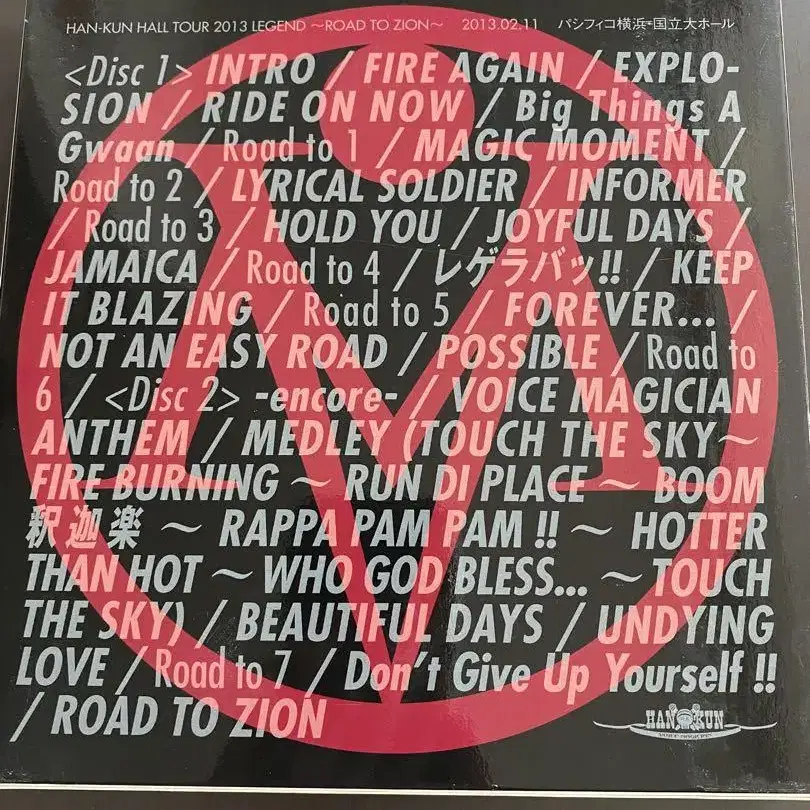 HAN-KUN HALL TOUR 2013 LEGEND ～ROAD TO ZION～ 2013.02.11 パシフィコ横浜・国立大ホール
<Disc 1> INTRO / FIRE AGAIN / EXPLO-
SION / RIDE ON NOW / Big Things A
Gwaan / Road to 1 / MAGIC MOMENT /
Road to 2 / LYRICAL SOLDIER / INFORMER
/ Road to 3 / HOLD YOU / JOYFUL DAYS /
JAMAICA / Road to 4 / レゲラバッ!! / KEEP
IT BLAZING / Road to 5 / FOREVER... /
NOT AN EASY ROAD / POSSIBLE / Road to
6 / <Disc 2> -encore- / VOICE MAGICIAN
ANTHEM / MEDLEY (TOUCH THE SKY～
FIRE BURNING ～ RUN DI PLACE ～ BOOM
釈迦楽 ～ RAPPA PAM PAM !! ～ HOTTER
THAN HOT ～ WHO GOD BLESS... ～TOUCH
THE SKY) / BEAUTIFUL DAYS / UNDYING
LOVE / Road to 7 / Don't Give Up Yourself !!
/ ROAD TO ZION
HAN KUN